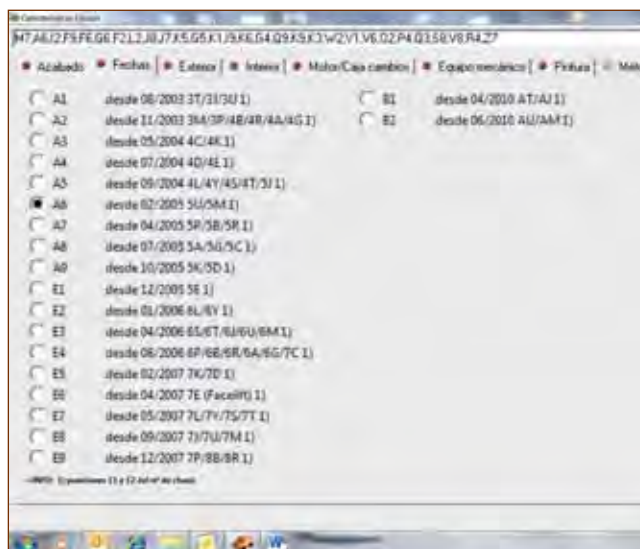 M7,A6,J2,F9,F6,G6,F2,L2,J8,J7,K5,G5,K1,J9,K6,G4,Q9,K9,K3,W2,V1,V6,D2,P4,Q3,S8,V8,R4,Z7
Acabado Fechas Exterior Interior Motor/Caja cambios Equipo mecánico Pintura
A1 desde 08/2003 3T/3J/3U 1)
A2 desde 11/2003 3M/3P/4B/4R/4A/4G 1)
A3 desde 05/2004 4C/4K 1)
A4 desde 07/2004 4D/4E 1)
A5 desde 09/2004 4L/4Y/4S/4T/5J 1)
A6 desde 02/2005 5U/5M 1)
A7 desde 04/2005 5P/5B/5R 1)
A8 desde 07/2005 5A/5G/5C 1)
A9 desde 10/2005 5K/5D 1)
E1 desde 12/2005 5E 1)
E2 desde 01/2006 6L/6Y 1)
E3 desde 04/2006 6S/6T/6J/6U/6M 1)
E4 desde 06/2006 6P/6B/6R/6A/6G/7C 1)
E5 desde 02/2007 7K/7D 1)
E6 desde 04/2007 7E (Facelift) 1)
E7 desde 05/2007 7L/7Y/7S/7T 1)
E8 desde 09/2007 7J/7U/7M 1)
E9 desde 12/2007 7P/8B/8R 1)
B1 desde 04/2010 AT/AJ 1)
B2 desde 06/2010 AU/AM 1)